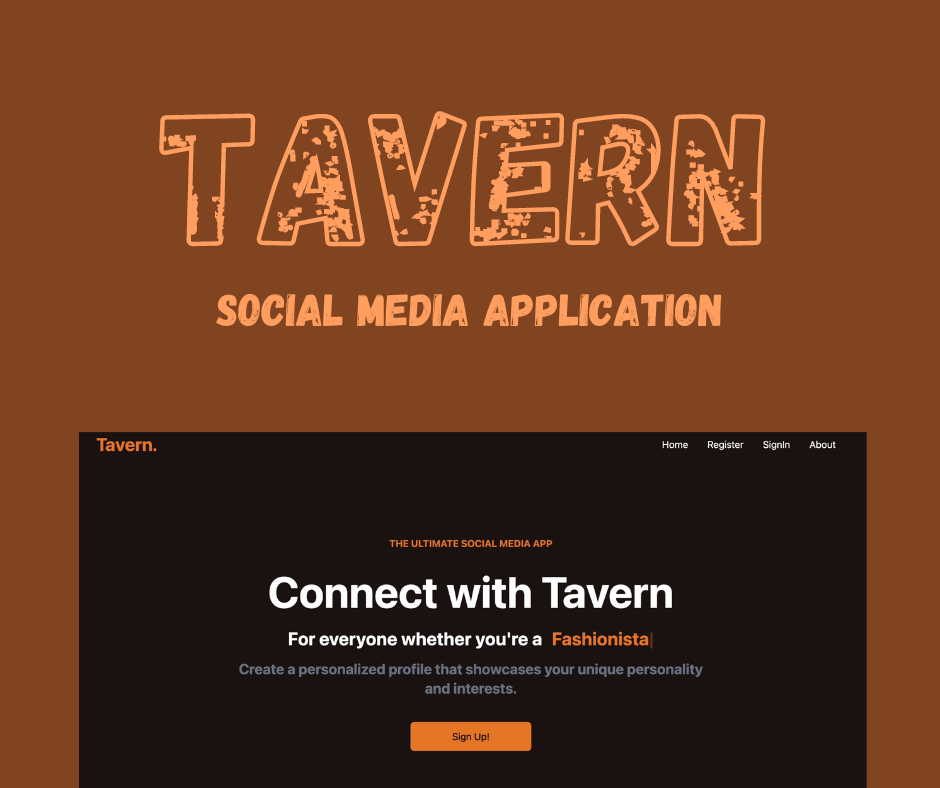 TAVERN
SOCIAL MEDIA APPLICATION
Tavern.
Home Register SignIn About
THE ULTIMATE SOCIAL MEDIA APP
Connect with Tavern
For everyone whether you're a Fashionista
Create a personalized profile that showcases your unique personality
and interests.
Sign Up!